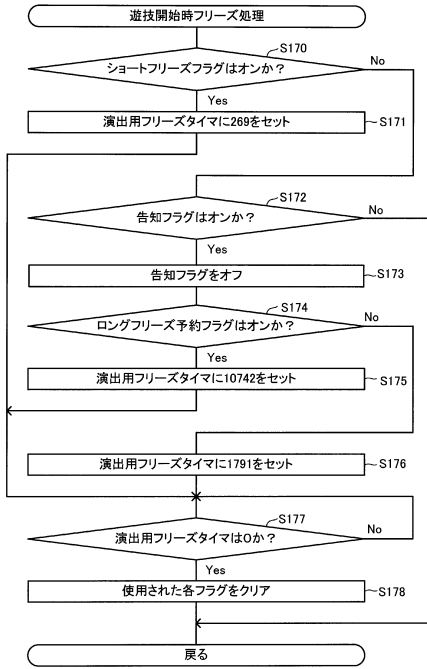 遊技開始時フリーズ処理
S170
ショートフリーズフラグはオンか?
No
Yes
演出用フリーズタイマに269をセット
S171
S172
告知フラグはオンか?
No
Yes
告知フラグをオフ
S173
S174
ロングフリーズ予約フラグはオンか?
No
Yes
演出用フリーズタイマに10742をセット
S175
演出用フリーズタイマに1791をセット
S176
S177
演出用フリーズタイマは0か?
No
Yes
使用された各フラグをクリア
S178
戻る